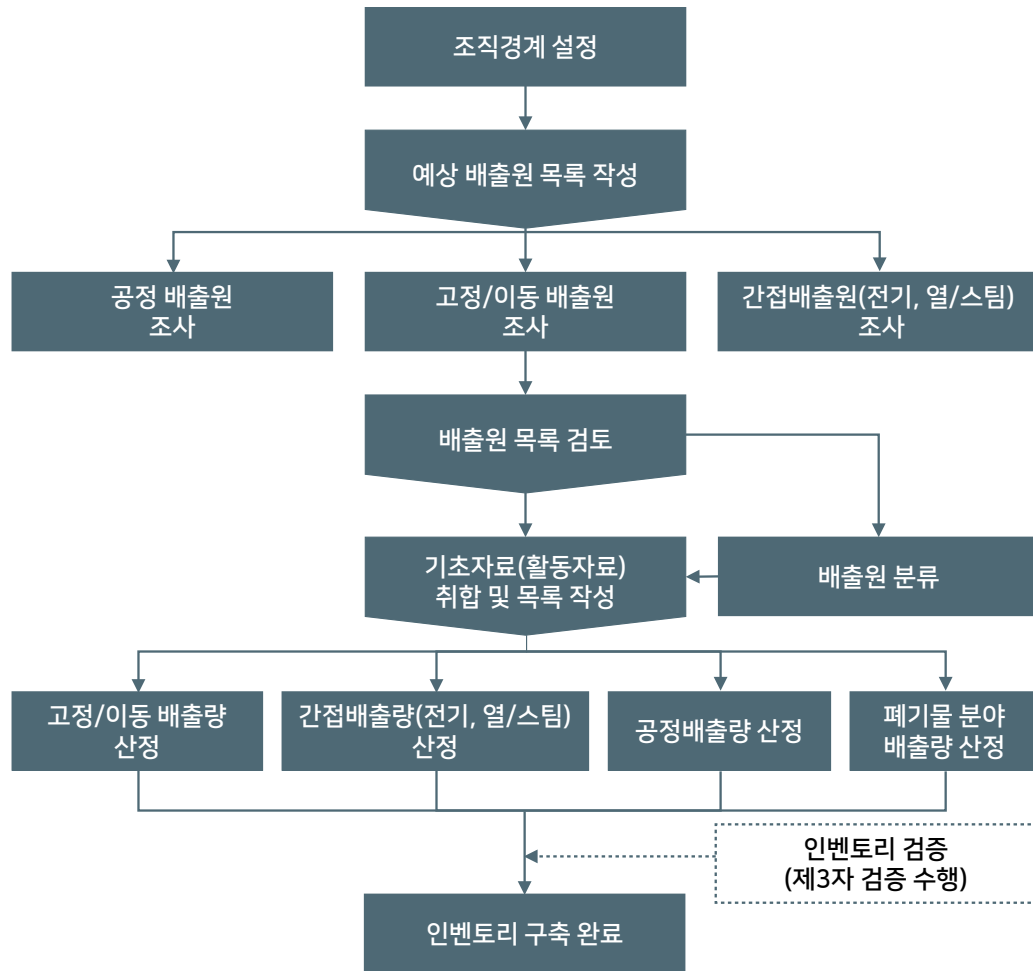 조직경계 설정
예상 배출원 목록 작성
공정 배출원
조사
고정/이동 배출원
조사
간접배출원(전기, 열/스팀)
조사
배출원 목록 검토
기초자료(활동자료)
취합 및 목록 작성
배출원 분류
고정/이동 배출량
산정
간접배출량(전기, 열/스팀)
산정
공정배출량 산정
폐기물 분야
배출량 산정
인벤토리 검증
(제3자 검증 수행)
인벤토리 구축 완료